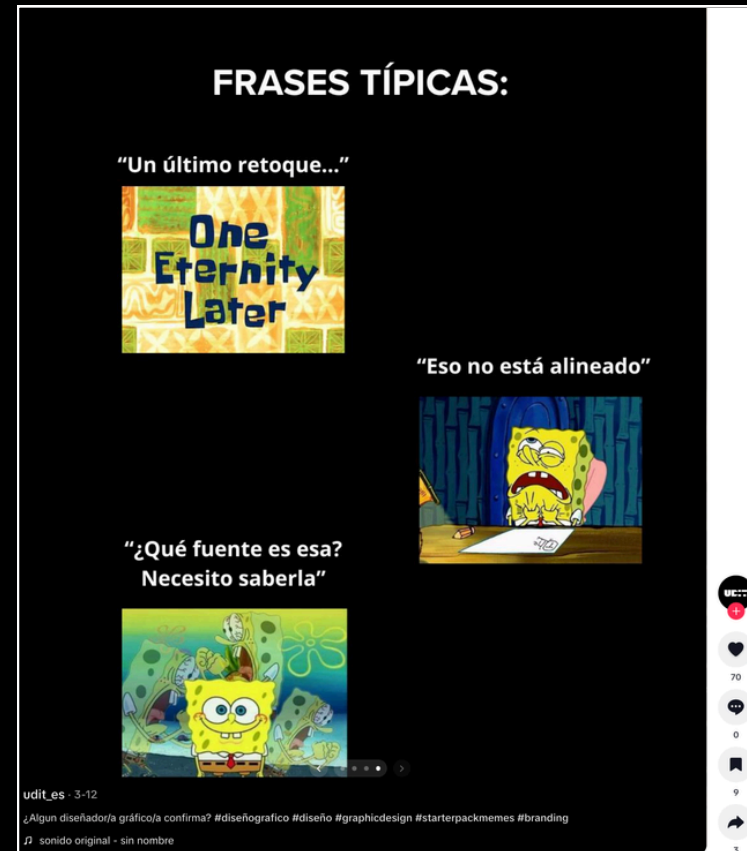 FRASES TÍPICAS:
“Un último retoque...”
One
Eternity
Later
“Eso no está alineado”
“¿Qué fuente es esa?
Necesito saberla”
udit_es · 3-12
¿Algun diseñador/a gráfico/a confirma? #diseñografico #diseño #graphicdesign #starterpackmemes #branding
sonido original - sin nombre
70
0
9
3